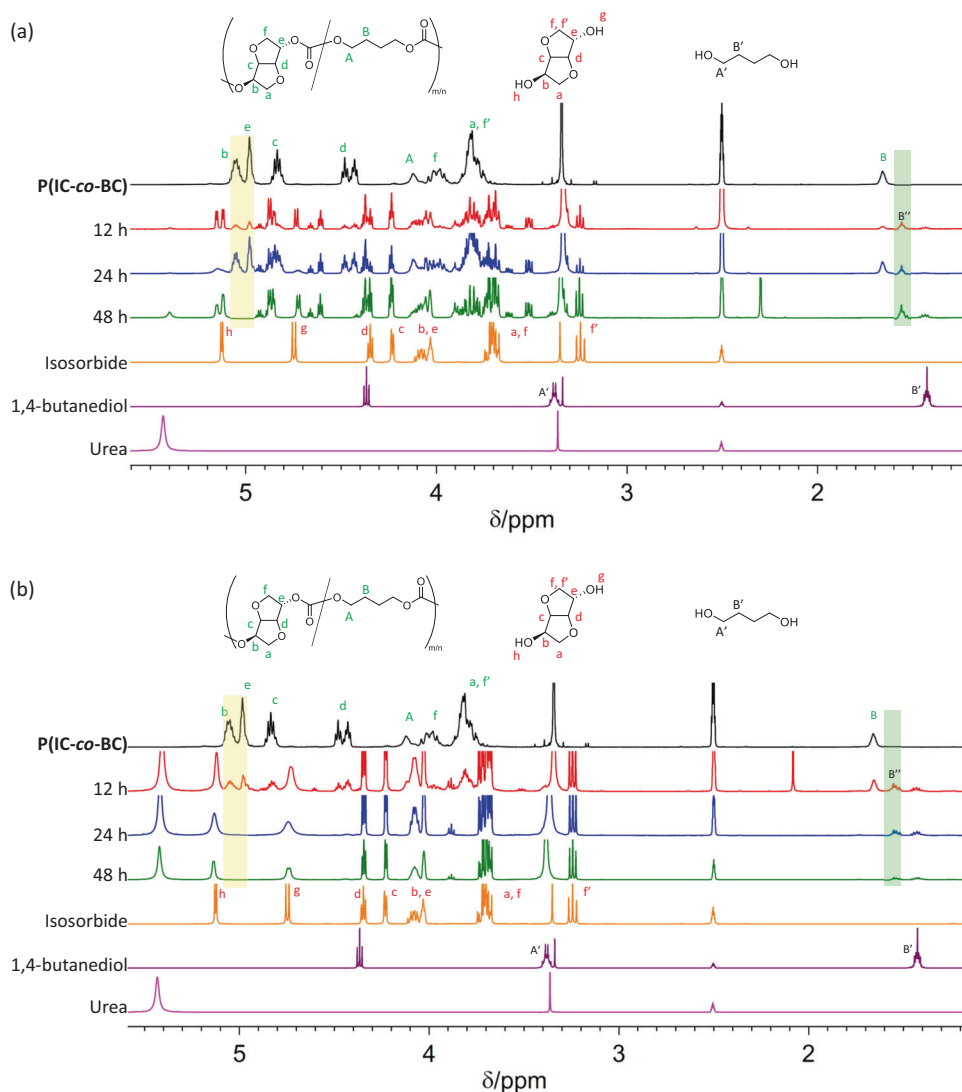 (a)
f
B
g
f, f' OH
e O O O
O O
e
B'
O
O
O O
c
d
A
c
d
HO
OH
A'
O
b
a
m/n
HO
b
h
a
O
a, f'
e
b
c
d
A
f
B
P(IC-co-BC)
12 h
B''
24 h
48 h
h
g
d
c
b, e
a, f
f'
Isosorbide
A'
B'
1,4-butanediol
Urea
5 4 3 2
δ/ppm
(b)
f
B
g
f, f' OH
e O O O
O O
e
B'
O
O
O O
c
d
A
c
d
HO
OH
A'
O
b
a
m/n
HO
b
h
a
O
a, f'
e
b
c
d
A
f
B
P(IC-co-BC)
12 h
B''
24 h
48 h
h
g
d
c
b, e
a, f
f'
Isosorbide
A'
B'
1,4-butanediol
Urea
5 4 3 2
δ/ppm